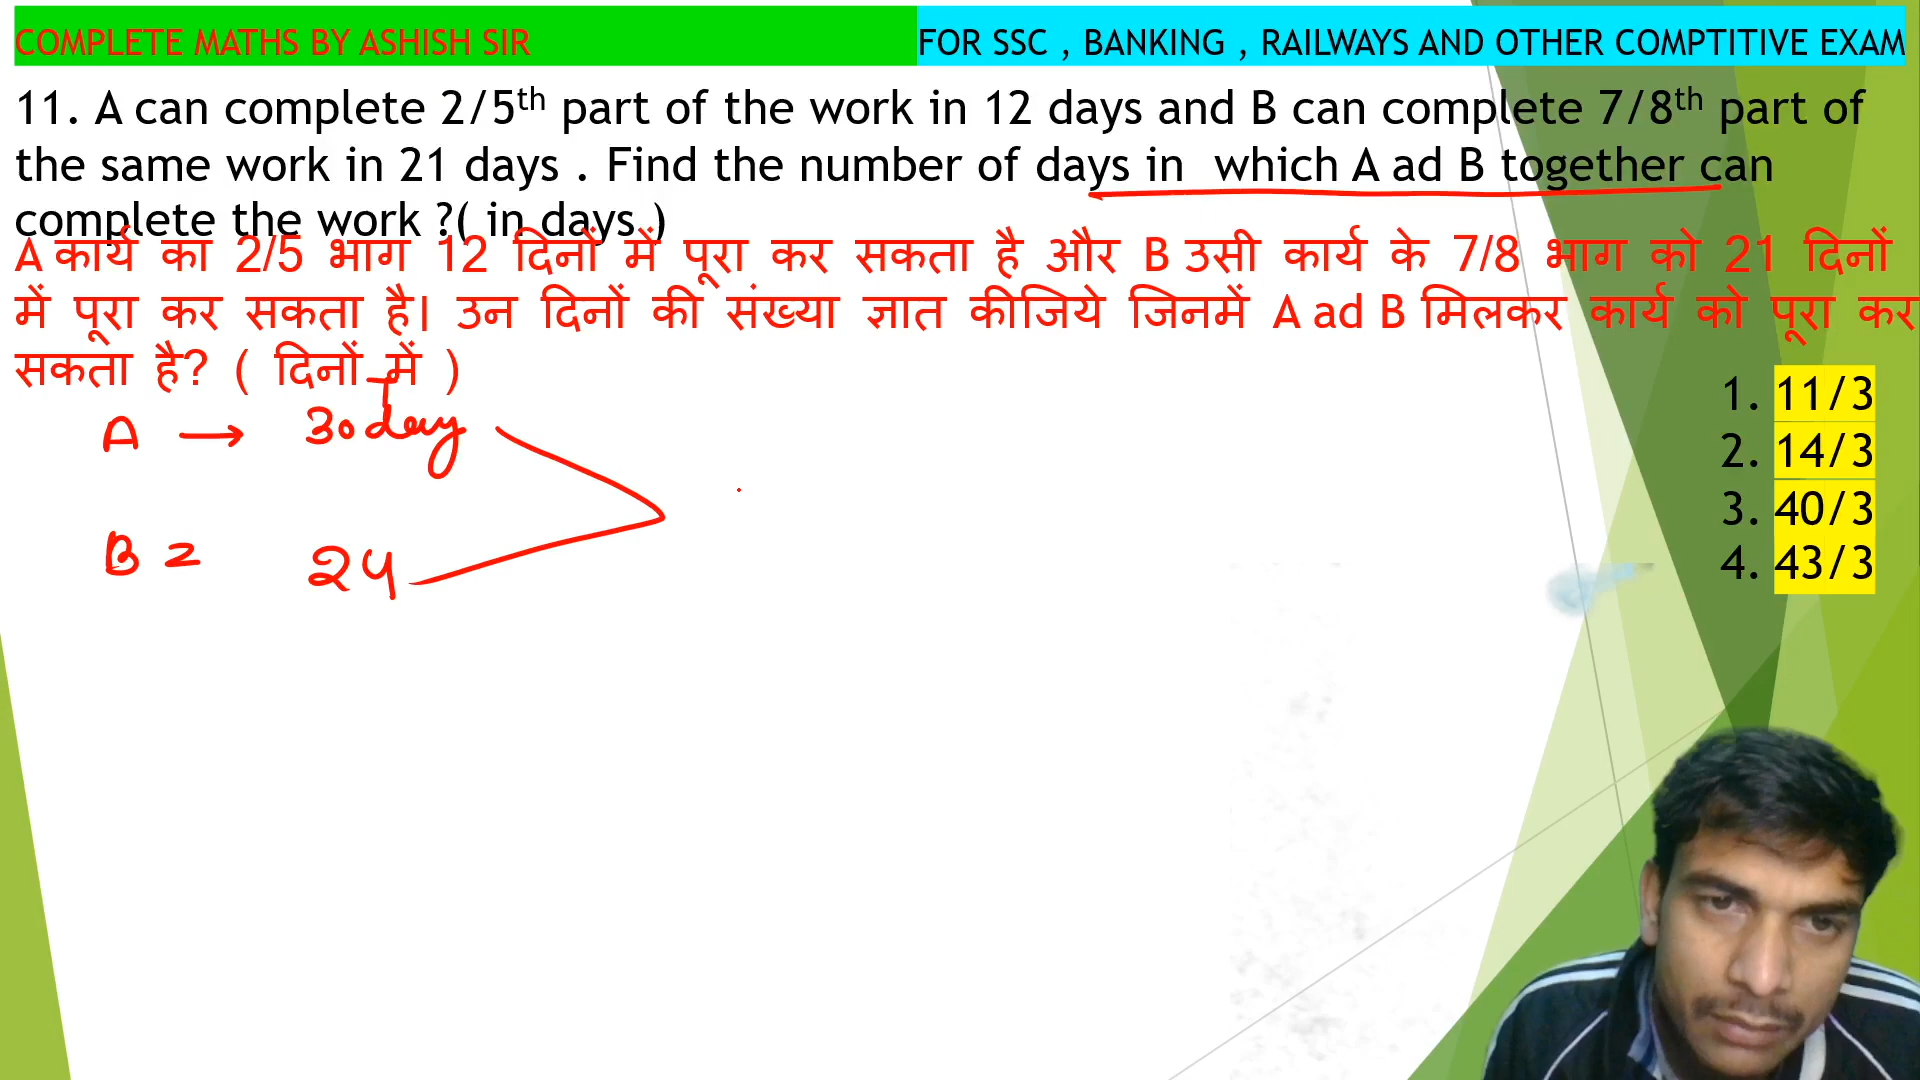 COMPLETE MATHS BY ASHISH SIR
FOR SSC , BANKING , RAILWAYS AND OTHER COMPTITIVE EXAM
11. A can complete 2/5th part of the work in 12 days and B can complete 7/8th part of
the same work in 21 days . Find the number of days in which A ad B together can
complete the work ?( in days )
A कार्य का 2/5 भाग 12 दिनों में पूरा कर सकता है और B उसी कार्य के 7/8 भाग को 21 दिनों
में पूरा कर सकता है। उन दिनों की संख्या ज्ञात कीजिये जिनमें A ad B मिलकर कार्य को पूरा कर
सकता है? ( दिनों में )
1. 11/3
2. 14/3
3. 40/3
4. 43/3
T
A → 30 day
B = 24